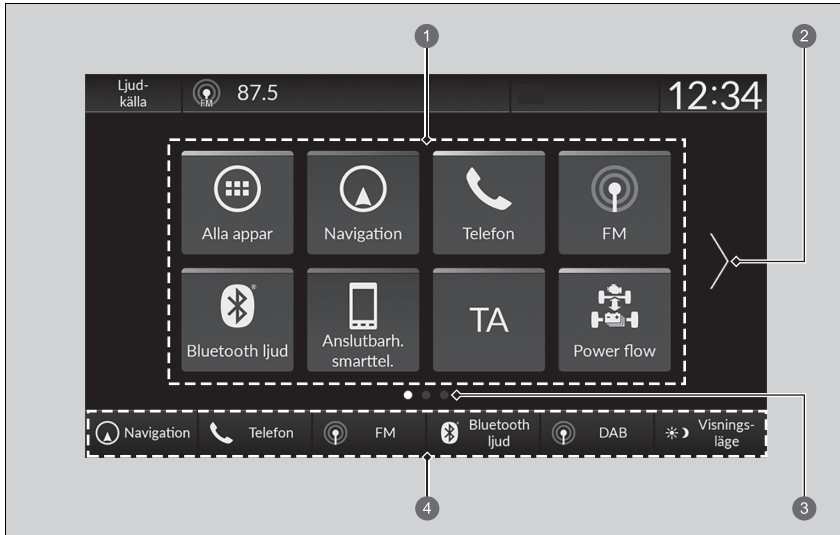 1
2
Ljud-
källa
FM
87.5
12:34
Alla appar
Navigation
Telefon
FM
Bluetooth ljud
Anslutbarh.
smarttel.
TA
Power flow
Navigation
Telefon
FM
Bluetooth
ljud
DAB
Visnings-
läge
4
3